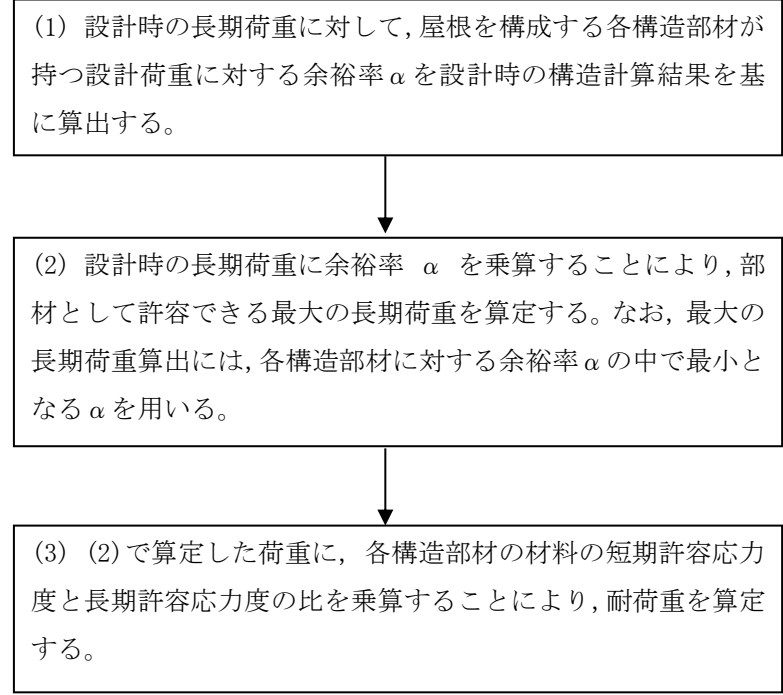 (1) 設計時の長期荷重に対して,屋根を構成する各構造部材が
持つ設計荷重に対する余裕率αを設計時の構造計算結果を基
に算出する。
(2) 設計時の長期荷重に余裕率 α を乗算することにより,部
材として許容できる最大の長期荷重を算定する。なお, 最大の
長期荷重算出には,各構造部材に対する余裕率αの中で最小と
なるαを用いる。
(3) (2)で算定した荷重に, 各構造部材の材料の短期許容応力
度と長期許容応力度の比を乗算することにより,耐荷重を算定
する。